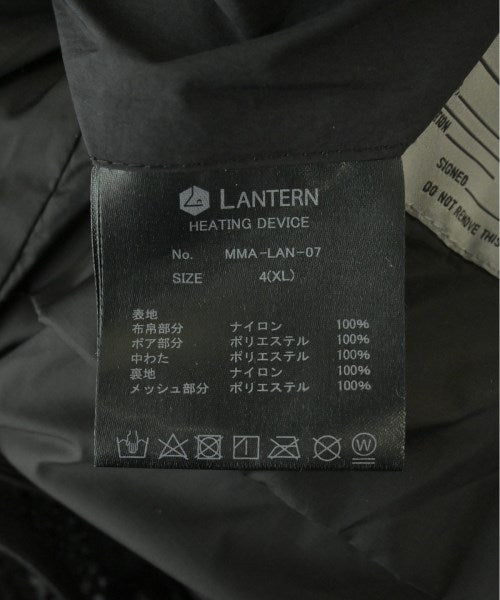 LANTERN
HEATING DEVICE
No. MMA-LAN-07
SIZE 4(XL)
表地
布帛部分 ナイロン 100%
ボア部分 ポリエステル 100%
中わた ポリエステル 100%
裏地 ナイロン 100%
メッシュ部分 ポリエステル 100%
W
SIGNED
DO NOT REMOVE THIS